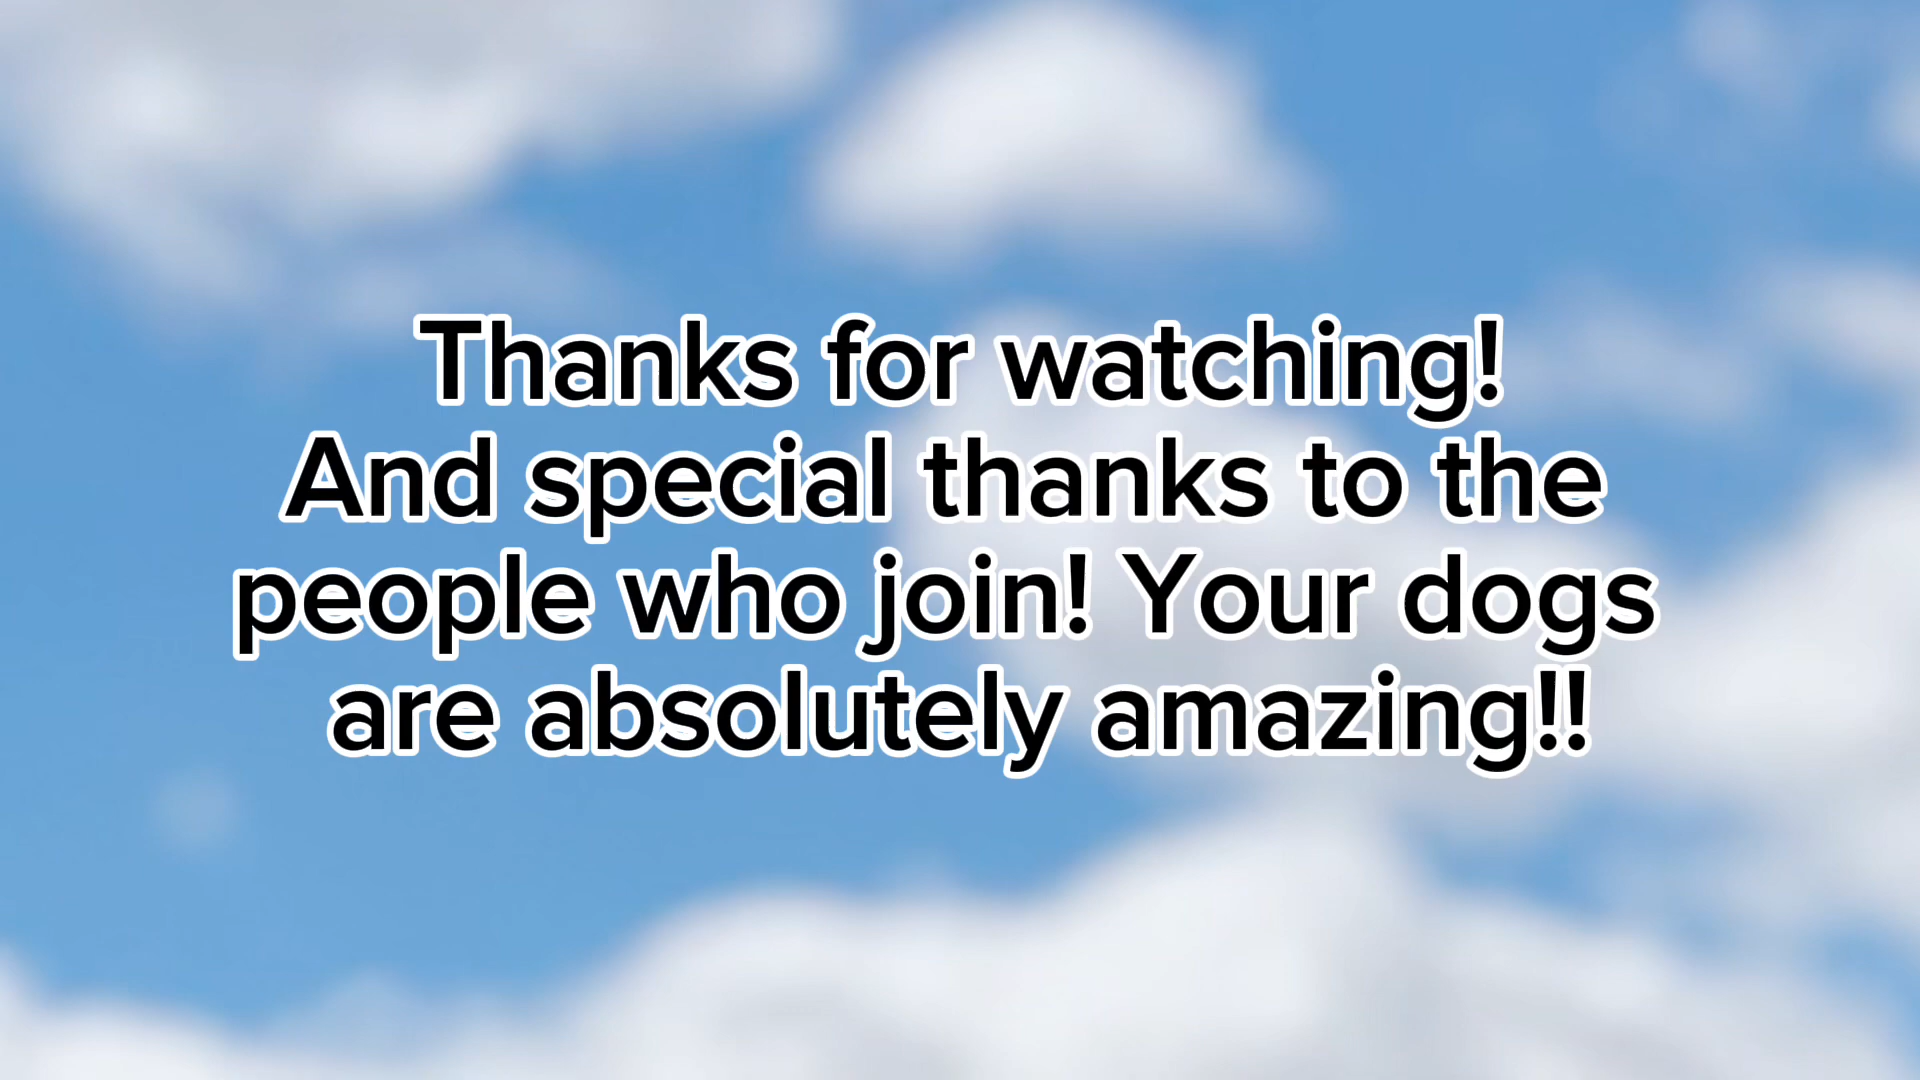 Thanks for watching!
And special thanks to the
people who join! Your dogs
are absolutely amazing!!